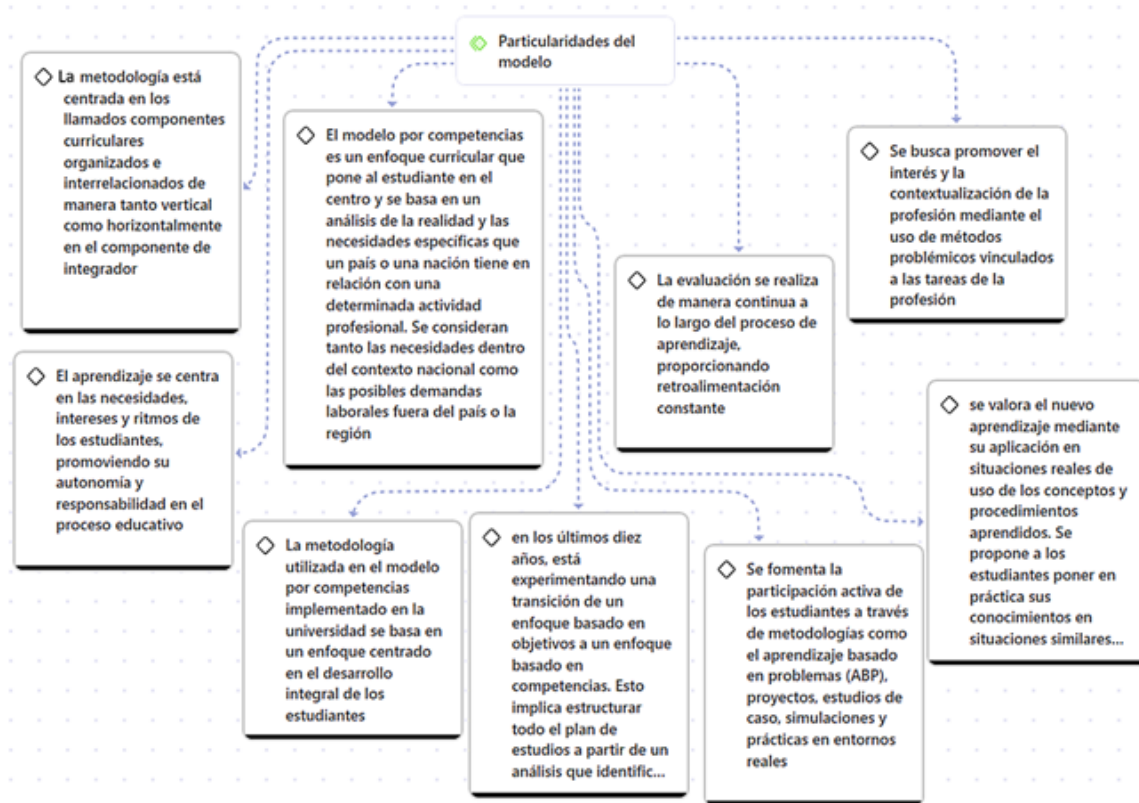 Particularidades del
modelo
La metodología está
centrada en los
llamados componentes
curriculares
organizados e
interrelacionados de
manera tanto vertical
como horizontalmente
en el componente de
integrador
El modelo por competencias
es un enfoque curricular que
pone al estudiante en el
centro y se basa en un
análisis de la realidad y las
necesidades específicas que
un país o una nación tiene en
relación con una
determinada actividad
profesional. Se consideran
tanto las necesidades dentro
del contexto nacional como
las posibles demandas
laborales fuera del país o la
región
Se busca promover el
interés y la
contextualización de la
profesión mediante el
uso de métodos
problémicos vinculados
a las tareas de la
profesión
La evaluación se realiza
de manera continua a
lo largo del proceso de
aprendizaje,
proporcionando
retroalimentación
constante
El aprendizaje se centra
en las necesidades,
intereses y ritmos de
los estudiantes,
promoviendo su
autonomía y
responsabilidad en el
proceso educativo
se valora el nuevo
aprendizaje mediante
su aplicación en
situaciones reales de
uso de los conceptos y
procedimientos
aprendidos. Se
propone a los
estudiantes poner en
práctica sus
conocimientos en
situaciones similares...
La metodología
utilizada en el modelo
por competencias
implementado en la
universidad se basa en
un enfoque centrado
en el desarrollo
integral de los
estudiantes
en los últimos diez
años, está
experimentando una
transición de un
enfoque basado en
objetivos a un enfoque
basado en
competencias. Esto
implica estructurar
todo el plan de
estudios a partir de un
análisis que identific...
Se fomenta la
participación activa de
los estudiantes a través
de metodologías como
el aprendizaje basado
en problemas (ABP),
proyectos, estudios de
caso, simulaciones y
prácticas en entornos
reales